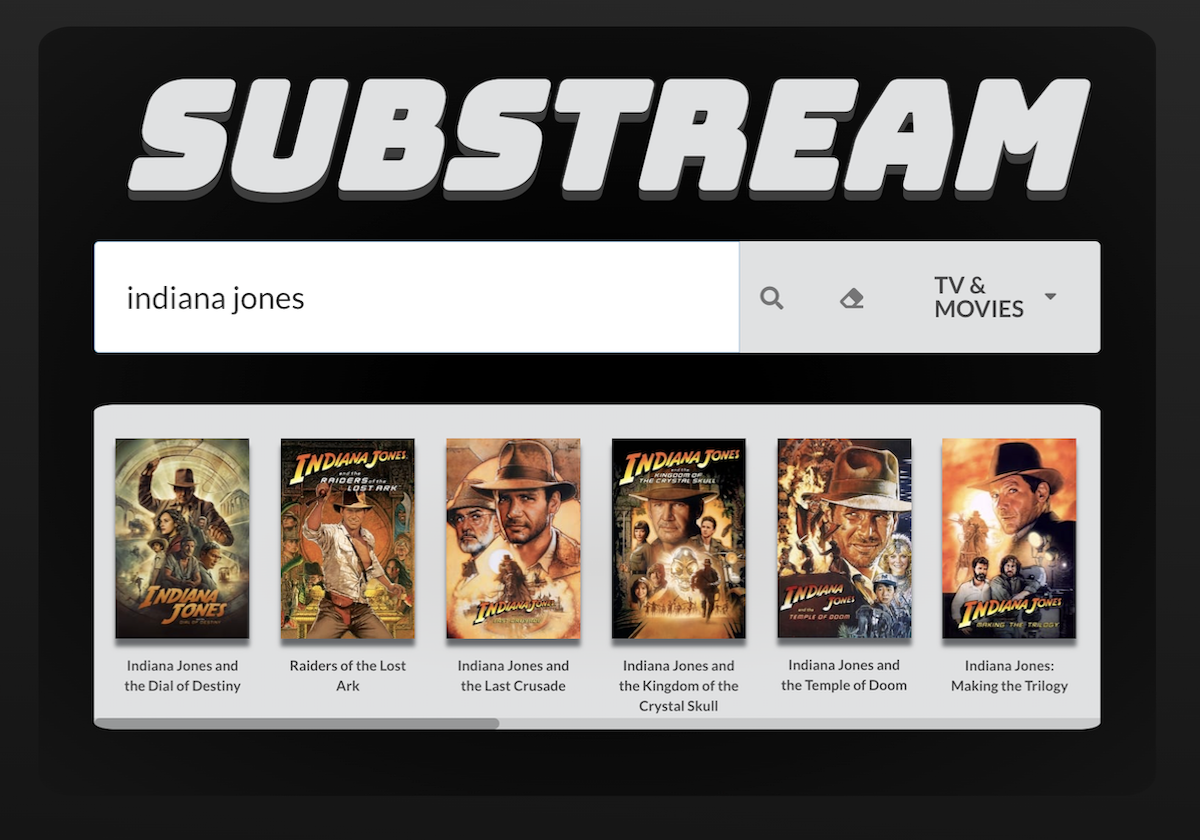 SUBSTREAM
indiana jones
TV &
MOVIES
INDIANA
JONES
DIAL OF DESTINY
INDIANA JONES
and the
RAIDERS of the
LOST ARK
INDIANA JONES
INDIANA JONES
and the
KINGDOM OF
THE CRYSTAL SKULL
INDIANA JONES
and the
TEMPLE OF DOOM
INDIANA JONES
MAKING THE TRILOGY
Indiana Jones and
the Dial of Destiny
Raiders of the Lost
Ark
Indiana Jones and
the Last Crusade
Indiana Jones and
the Kingdom of the
Crystal Skull
Indiana Jones and
the Temple of Doom
Indiana Jones:
Making the Trilogy